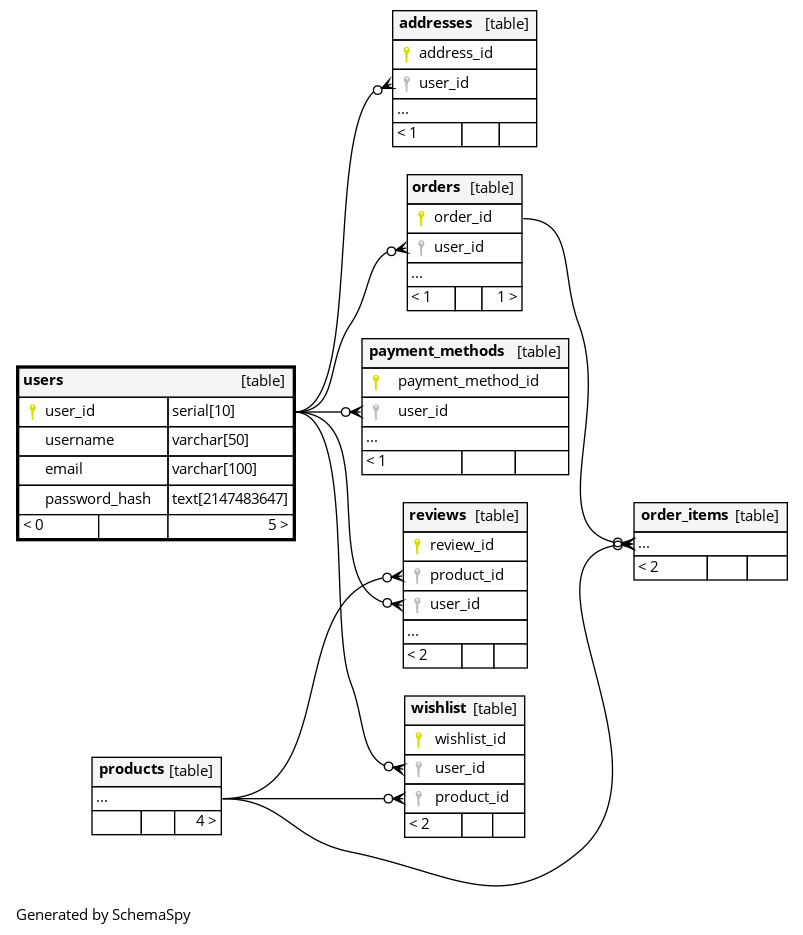 addresses [table]
address_id
user_id
...
< 1
orders [table]
order_id
user_id
...
< 1 1 >
payment_methods [table]
payment_method_id
user_id
...
< 1
users [table]
user_id serial[10]
username varchar[50]
email varchar[100]
password_hash text[2147483647]
< 0 5 >
reviews [table]
review_id
product_id
user_id
...
< 2
order_items [table]
...
< 2
wishlist [table]
wishlist_id
user_id
product_id
< 2
products [table]
...
4 >
Generated by SchemaSpy